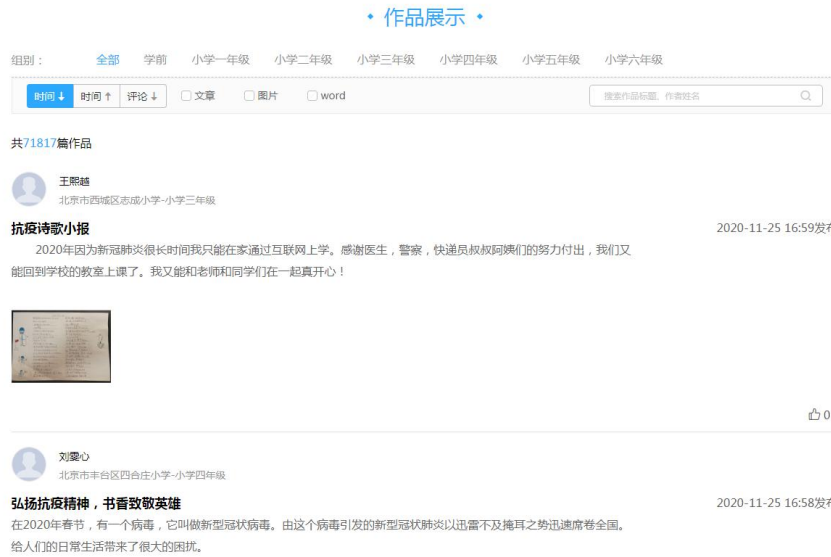 作品展示
组别： 全部 学前 小学一年级 小学二年级 小学三年级 小学四年级 小学五年级 小学六年级
时间↓ 时间↑ 评论↓ 文章 图片 word 搜索作品标题、作者姓名
共71817篇作品
王熙越
北京市西城区志成小学-小学三年级
抗疫诗歌小报 2020-11-25 16:59发布
2020年因为新冠肺炎很长时间我只能在家通过互联网上学。感谢医生，警察，快递员叔叔阿姨们的努力付出，我们又
能回到学校的教室上课了。我又能和老师和同学们在一起真开心！
0
刘霎心
北京市丰台区四合庄小学-小学四年级
弘扬抗疫精神，书香致敬英雄 2020-11-25 16:58发布
在2020年春节，有一个病毒，它叫做新型冠状病毒。由这个病毒引发的新型冠状肺炎以迅雷不及掩耳之势迅速席卷全国。
给人们的日常生活带来了很大的困扰。